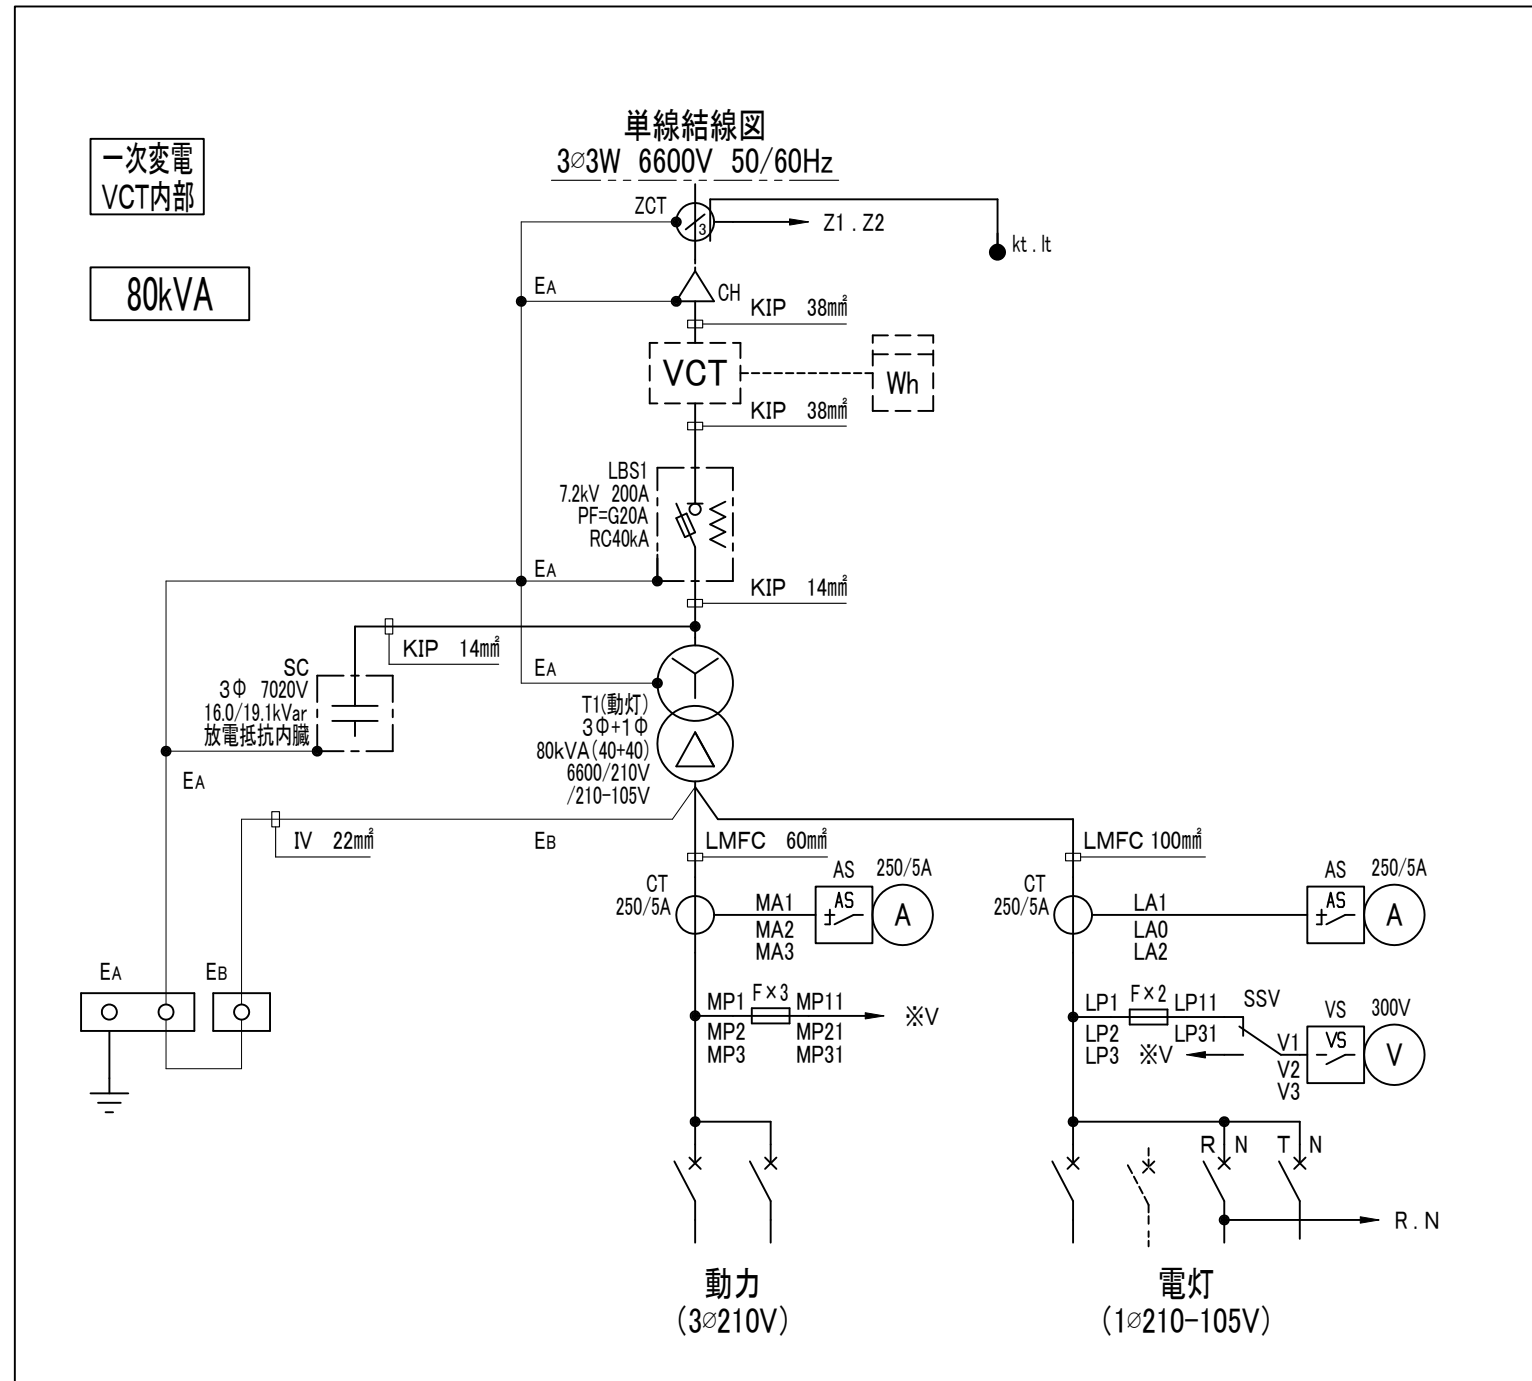 単線結線図
3∅3W 6600V 50/60Hz
一次変電
VCT内部
80kVA
ZCT
3
Z1.Z2
kt.lt
EA
CH
KIP 38mm²
VCT
Wh
KIP 38mm²
LBS1
7.2kV 200A
PF=G20A
RC40kA
EA
KIP 14mm²
KIP 14mm²
EA
SC
3Φ 7020V
16.0/19.1kVar
放電抵抗内臓
EA
T1(動灯)
3Φ+1Φ
80kVA(40+40)
6600/210V
/210-105V
IV 22mm²
EB
LMFC 60mm²
LMFC 100mm²
CT
250/5A
MA1
MA2
MA3
AS
AS
250/5A
A
CT
250/5A
LA1
LA0
LA2
AS
AS
250/5A
A
EA
EB
MP1
MP2
MP3
F×3
MP11
MP21
MP31
※V
LP1
LP2
LP3
F×2
LP11
LP31
※V
SSV
V1
V2
V3
VS
VS
300V
V
R N
T N
R.N
動力
(3∅210V)
電灯
(1∅210-105V)